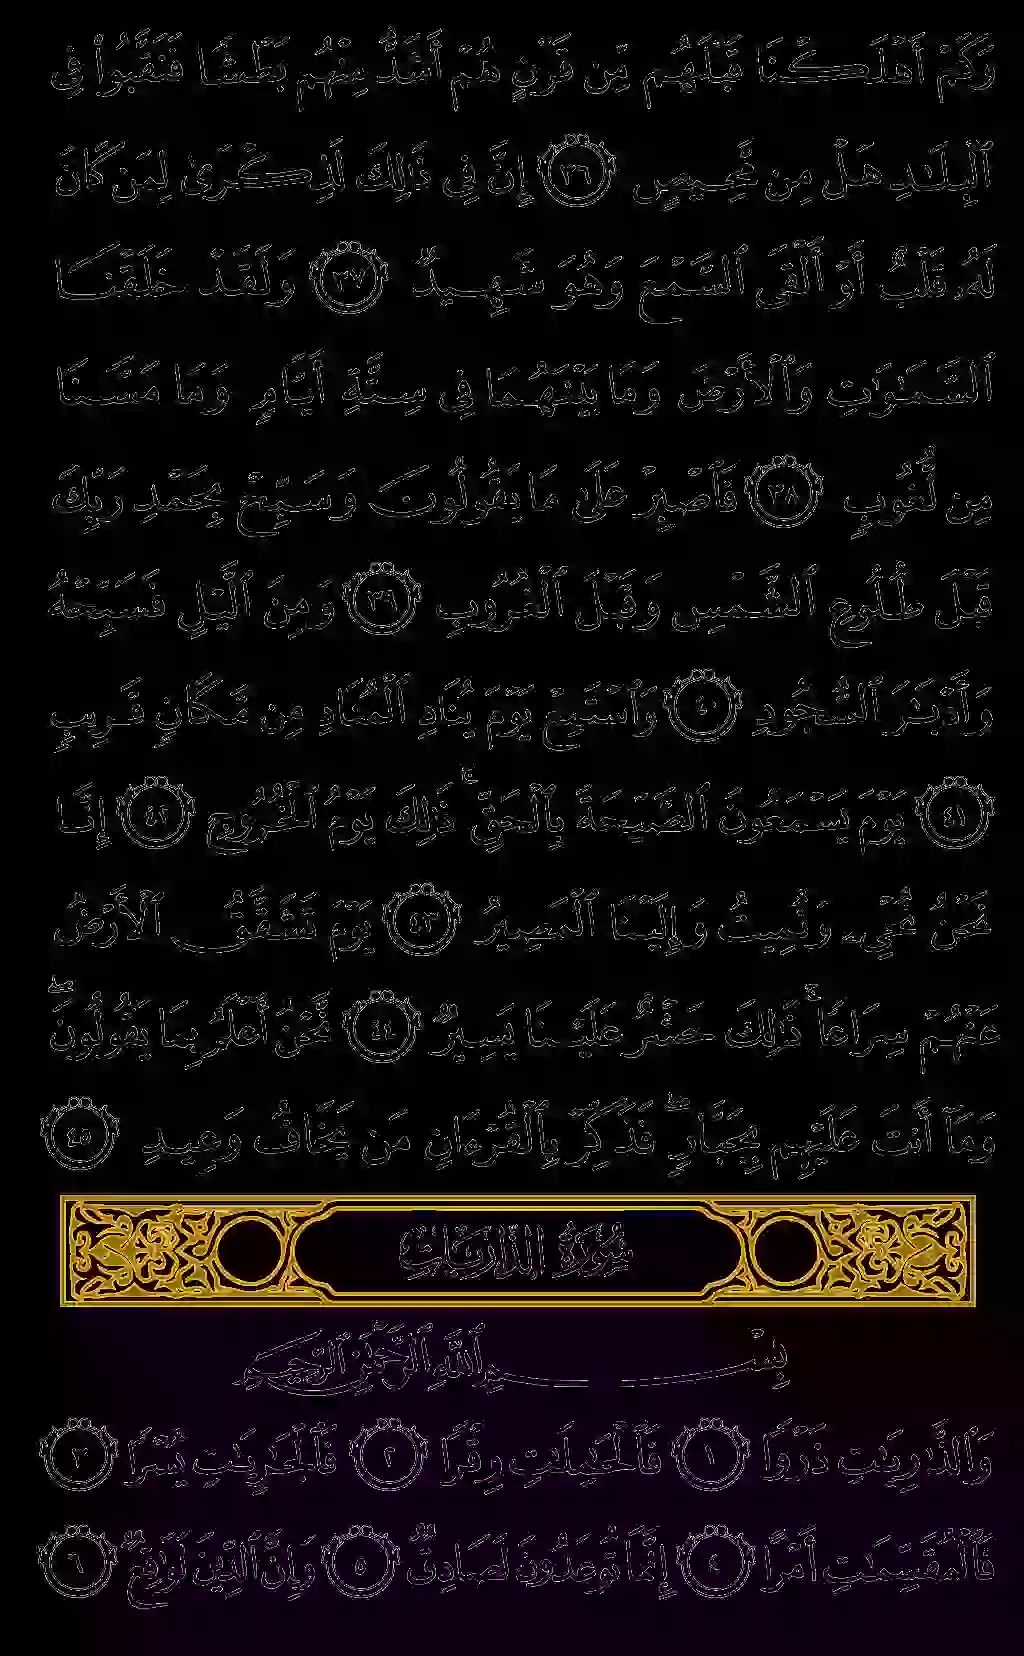 وَكَمْ أَهْلَكْنَا قَبْلَهُم مِّن قَرْنٍ هُمْ أَشَدُّ مِنْهُم بَطْشًا فَنَقَّبُوا۟ فِى
ٱلْبِلَـٰدِ هَلْ مِن مَّحِيصٍ ٣٦ إِنَّ فِى ذَٰلِكَ لَذِكْرَىٰ لِمَن كَانَ
لَهُۥ قَلْبٌ أَوْ أَلْقَى ٱلسَّمْعَ وَهُوَ شَهِيدٌ ٣٧ وَلَقَدْ خَلَقْنَا
ٱلسَّمَـٰوَٰتِ وَٱلْأَرْضَ وَمَا بَيْنَهُمَا فِى سِتَّةِ أَيَّامٍ وَمَا مَسَّنَا
مِن لُّغُوبٍ ٣٨ فَٱصْبِرْ عَلَىٰ مَا يَقُولُونَ وَسَبِّحْ بِحَمْدِ رَبِّكَ
قَبْلَ طُلُوعِ ٱلشَّمْسِ وَقَبْلَ ٱلْغُرُوبِ ٣٩ وَمِنَ ٱلَّيْلِ فَسَبِّحْهُ
وَأَدْبَـٰرَ ٱلسُّجُودِ ٤٠ وَٱسْتَمِعْ يَوْمَ يُنَادِ ٱلْمُنَادِ مِن مَّكَانٍ قَرِيبٍ
٤١ يَوْمَ يَسْمَعُونَ ٱلصَّيْحَةَ بِٱلْحَقِّ ۚ ذَٰلِكَ يَوْمُ ٱلْخُرُوجِ ٤٢ إِنَّا
نَحْنُ نُحْىِۦ وَنُمِيتُ وَإِلَيْنَا ٱلْمَصِيرُ ٤٣ يَوْمَ تَشَقَّقُ ٱلْأَرْضُ
عَنْهُمْ سِرَاعًا ۚ ذَٰلِكَ حَشْرٌ عَلَيْنَا يَسِيرٌ ٤٤ نَّحْنُ أَعْلَمُ بِمَا يَقُولُونَ ۖ
وَمَآ أَنتَ عَلَيْهِم بِجَبَّارٍ ۖ فَذَكِّرْ بِٱلْقُرْءَانِ مَن يَخَافُ وَعِيدِ ٤٥
سُورَةُ الذَّارِيَاتِ
بِسْمِ ٱللَّهِ ٱلرَّحْمَـٰنِ ٱلرَّحِيمِ
وَٱلذَّٰرِيَـٰتِ ذَرْوًا ١ فَٱلْحَـٰمِلَـٰتِ وِقْرًا ٢ فَٱلْجَـٰرِيَـٰتِ يُسْرًا ٣
فَٱلْمُقَسِّمَـٰتِ أَمْرًا ٤ إِنَّمَا تُوعَدُونَ لَصَادِقٌ ٥ وَإِنَّ ٱلدِّينَ لَوَٰقِعٌ ٦